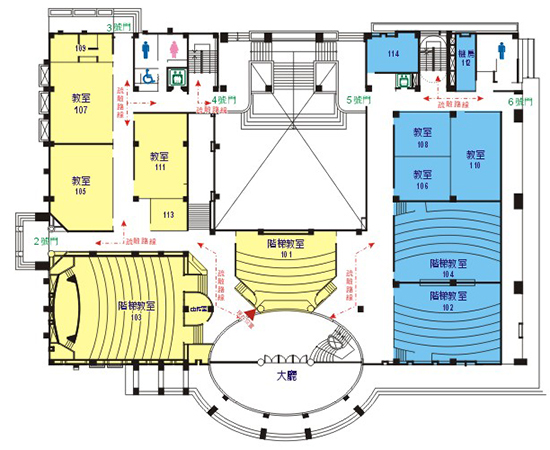 3號門
109
114
機房
112
教室
107
疏散路線
4號門
疏散路線
5號門
疏散路線
6號門
教室
108
教室
110
教室
111
教室
105
教室
106
113
2號門
疏散路線
階梯教室
101
疏散路線
疏散路線
階梯教室
104
階梯教室
103
階梯教室
102
大廳